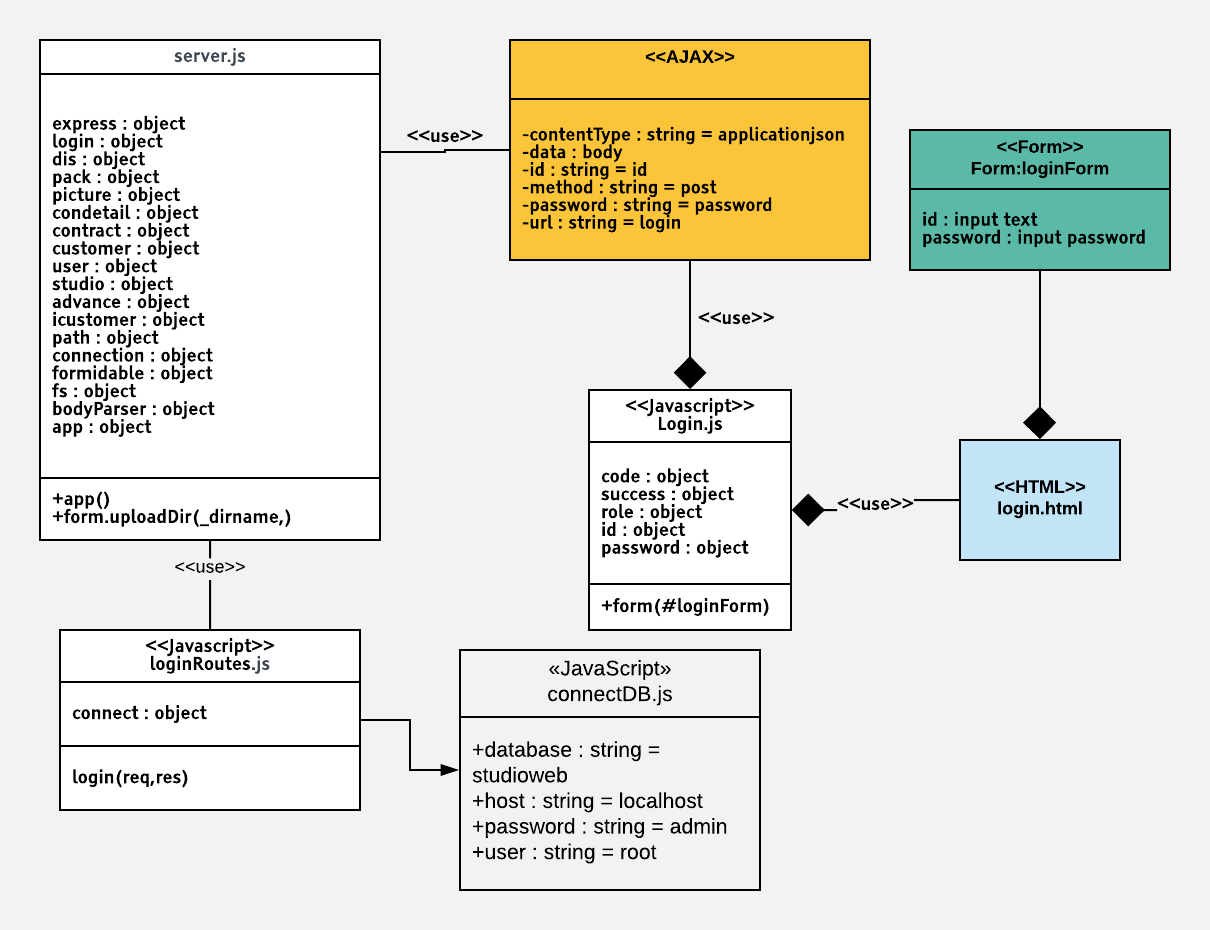 server.js
express : object
login : object
dis : object
pack : object
picture : object
condetail : object
contract : object
customer : object
user : object
studio : object
advance : object
icustomer : object
path : object
connection : object
formidable : object
fs : object
bodyParser : object
app : object
+app()
+form.uploadDir(_dirname,)
<<use>>
<<AJAX>>
-contentType : string = applicationjson
-data : body
-id : string = id
-method : string = post
-password : string = password
-url : string = login
<<Form>>
Form:loginForm
id : input text
password : input password
<<use>>
<<Javascript>>
Login.js
code : object
success : object
role : object
id : object
password : object
+form(#loginForm)
<<use>>
<<HTML>>
login.html
<<use>>
<<Javascript>>
loginRoutes.js
connect : object
login(req,res)
«JavaScript»
connectDB.js
+database : string =
studioweb
+host : string = localhost
+password : string = admin
+user : string = root